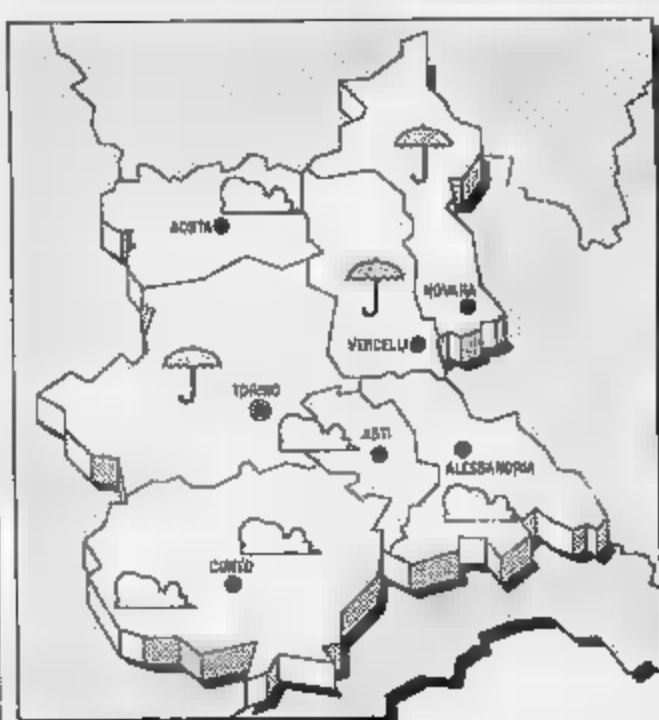 AOSTA
NOVARA
VERCELLI
TORINO
ASTI
ALESSANDRIA
CUNEO